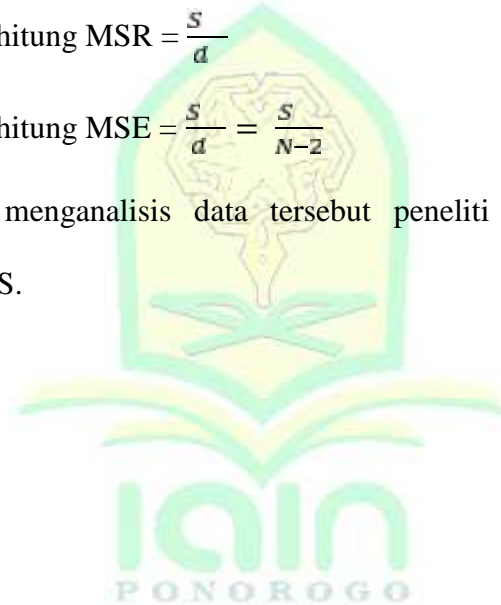 hitung MSR = S/d
hitung MSE = S/d = S/N−2
menganalisis data tersebut peneliti
S.
IAIN
PONOROGO